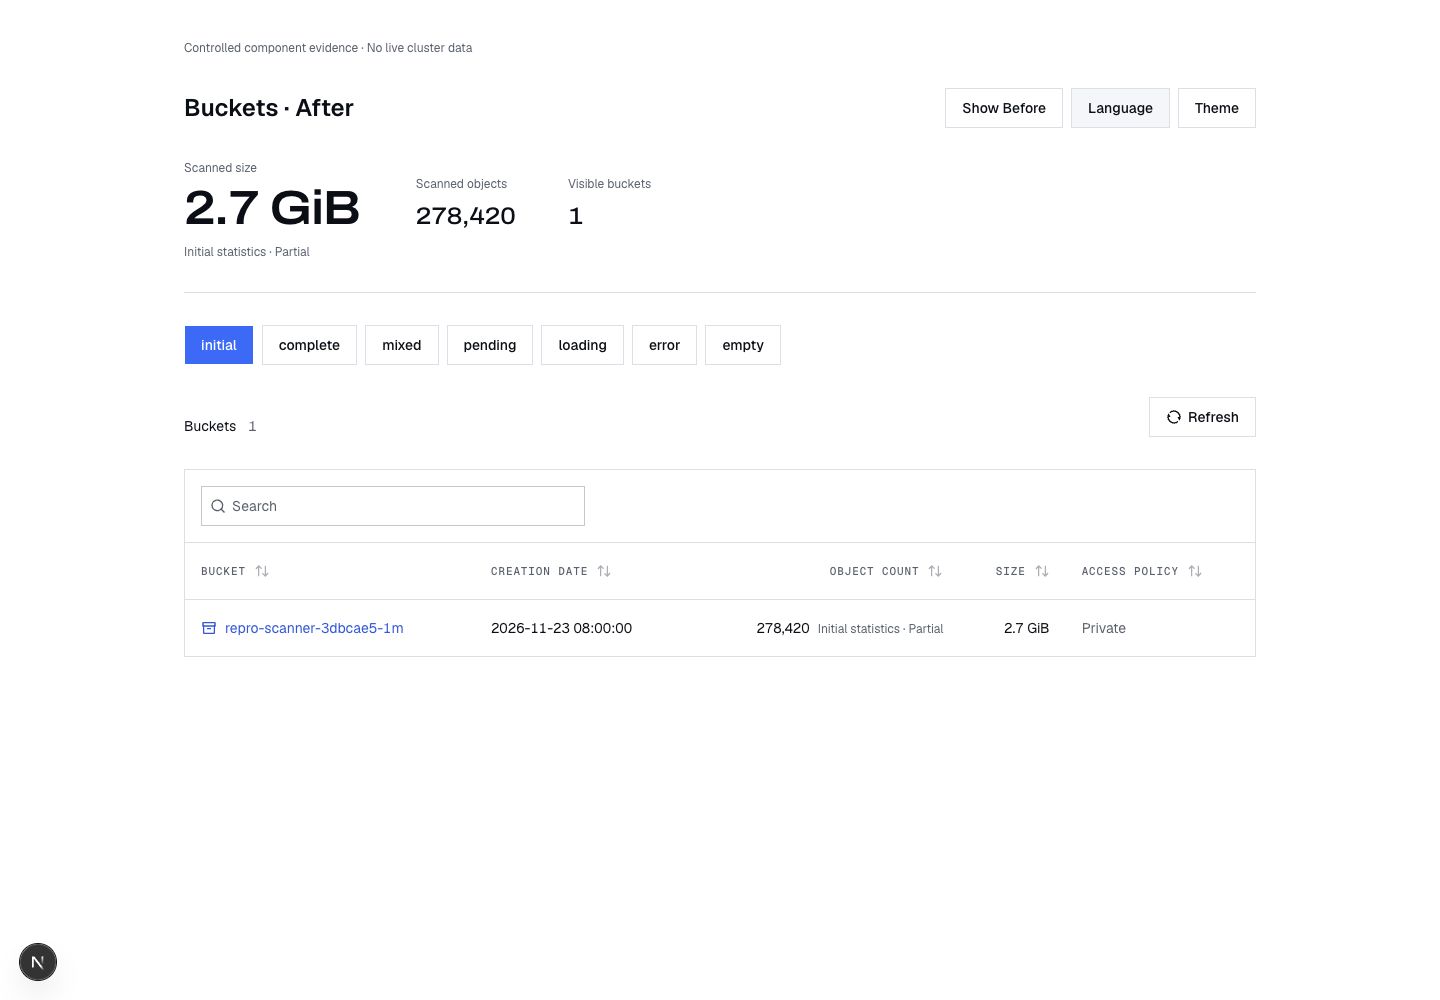 Controlled component evidence · No live cluster data
Buckets · After
Show Before
Language
Theme
Scanned size
2.7 GiB
Initial statistics · Partial
Scanned objects
278,420
Visible buckets
1
initial
complete
mixed
pending
loading
error
empty
Buckets 1
Refresh
Search
BUCKET
CREATION DATE
OBJECT COUNT
SIZE
ACCESS POLICY
repro-scanner-3dbcae5-1m
2026-11-23 08:00:00
278,420 Initial statistics · Partial
2.7 GiB
Private
N